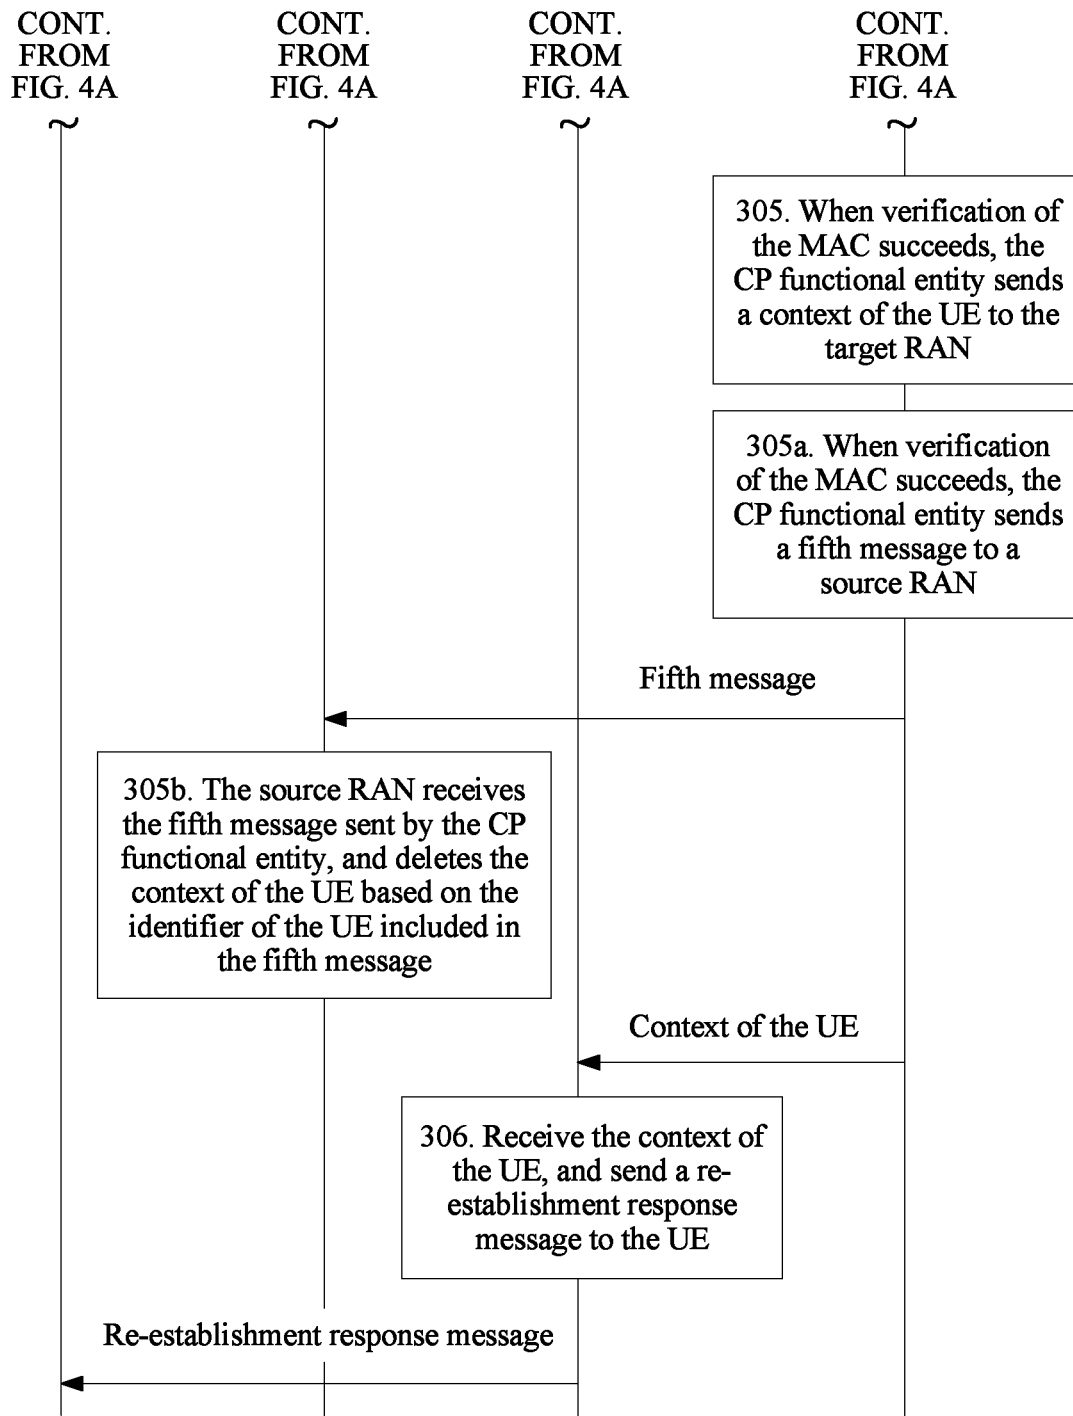 CONT.
FROM
FIG. 4A
CONT.
FROM
FIG. 4A
CONT.
FROM
FIG. 4A
CONT.
FROM
FIG. 4A
305. When verification of
the MAC succeeds, the
CP functional entity sends
a context of the UE to the
target RAN
305a. When verification
of the MAC succeeds, the
CP functional entity sends
a fifth message to a
source RAN
Fifth message
305b. The source RAN receives
the fifth message sent by the CP
functional entity, and deletes the
context of the UE based on the
identifier of the UE included in
the fifth message
Context of the UE
306. Receive the context of
the UE, and send a re-
establishment response
message to the UE
Re-establishment response message